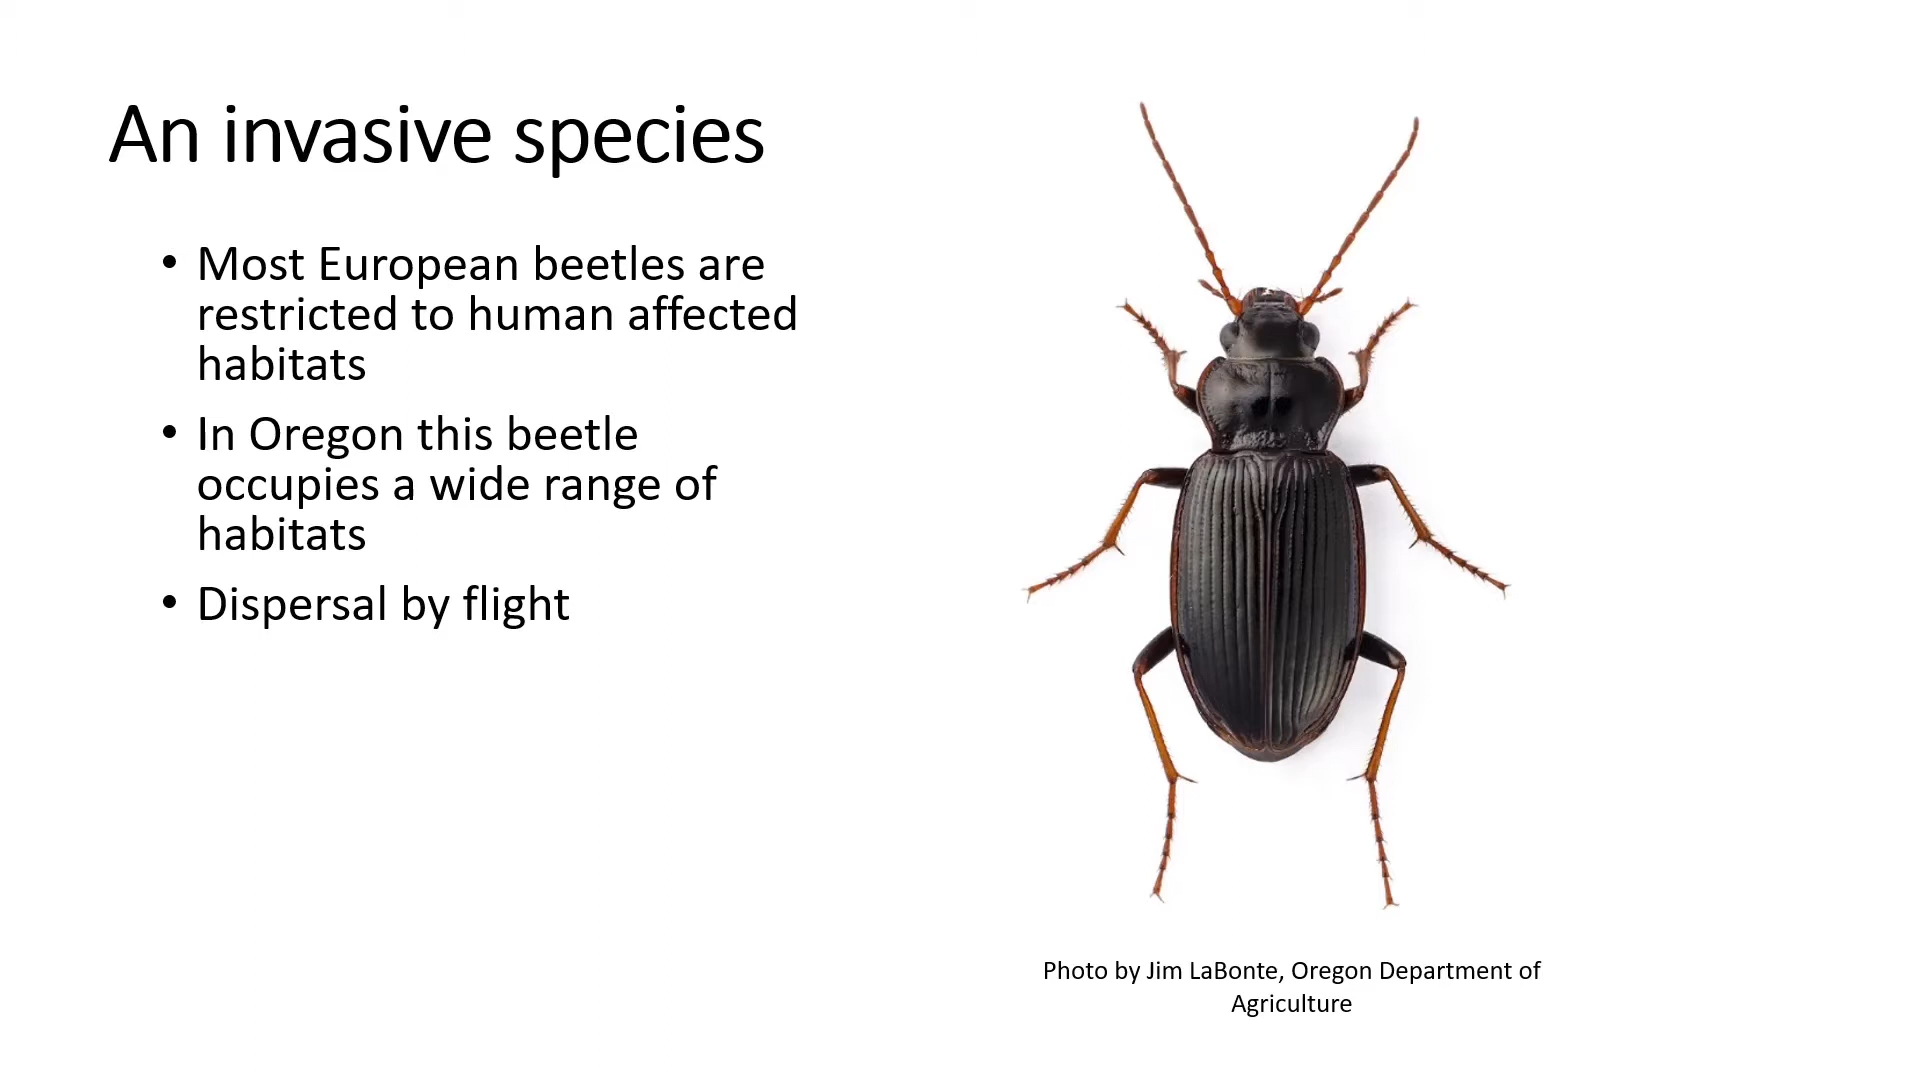 An invasive species
• Most European beetles are
restricted to human affected
habitats
• In Oregon this beetle
occupies a wide range of
habitats
• Dispersal by flight
Photo by Jim LaBonte, Oregon Department of
Agriculture